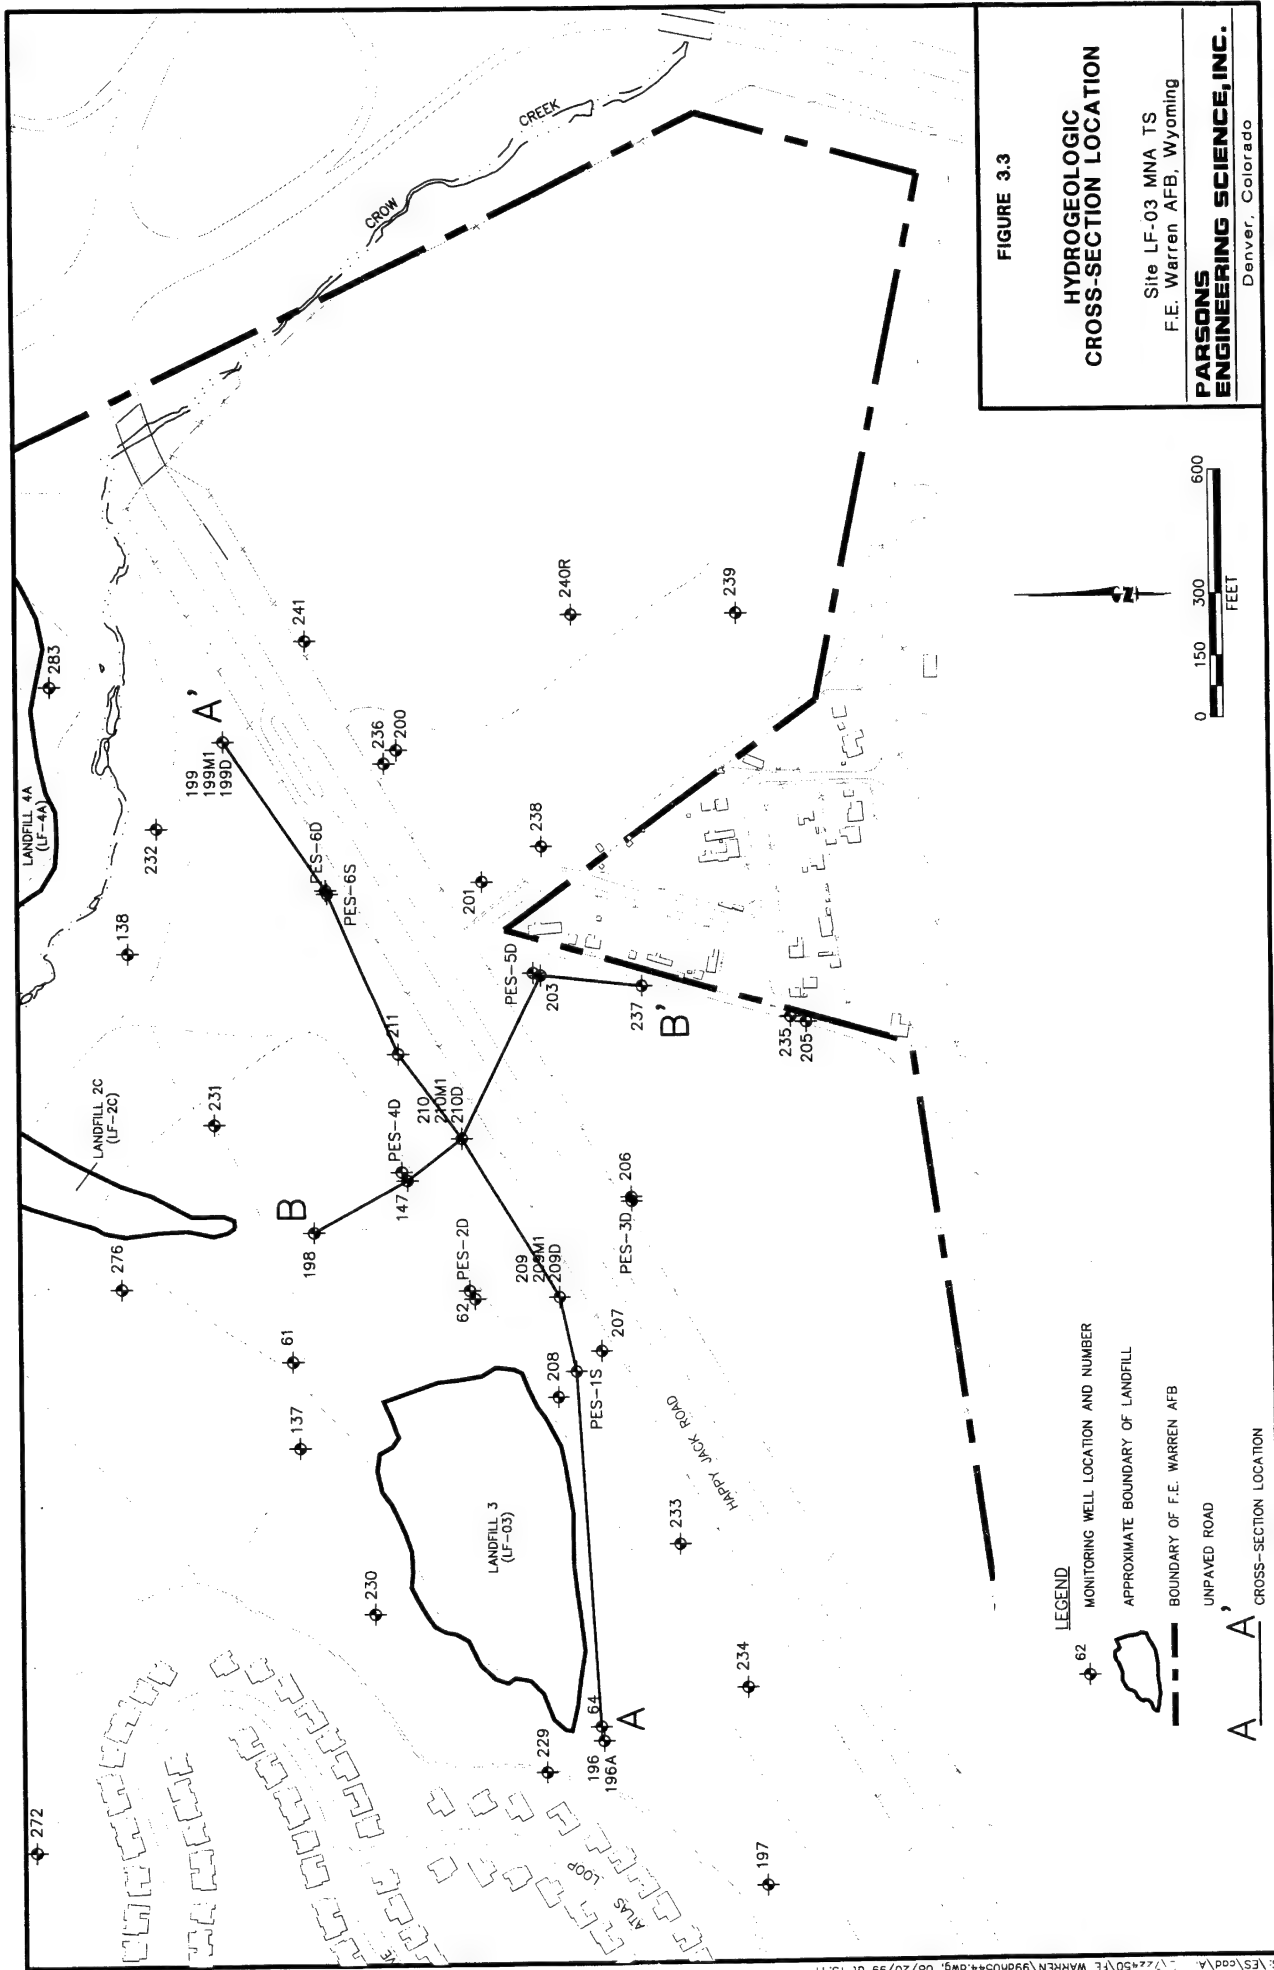 272
276
LANDFILL 2C
(LF-2C)
231
138
232
LANDFILL 4A
(LF-4A)
283
CROW
CREEK
61
137
230
198
B
147
PES-4D
211
PES-6D
PES-6S
199
199M1
199D
A'
241
236
200
62
PES-2D
210
210M1
210D
201
238
240R
239
PES-5D
203
237
B'
235
205
209
209M1
209D
PES-3D
206
208
207
PES-1S
LANDFILL 3
(LF-03)
229
196
196A
64
A
233
234
197
HAPPY JACK ROAD
ATLAS
LOOP
VE
LEGEND
62
MONITORING WELL LOCATION AND NUMBER
APPROXIMATE BOUNDARY OF LANDFILL
BOUNDARY OF F.E. WARREN AFB
UNPAVED ROAD
A A'
CROSS-SECTION LOCATION
N
0 150 300 600
FEET
FIGURE 3.3
HYDROGEOLOGIC
CROSS-SECTION LOCATION
Site LF-03 MNA TS
F.E. Warren AFB, Wyoming
PARSONS
ENGINEERING SCIENCE, INC.
Denver, Colorado